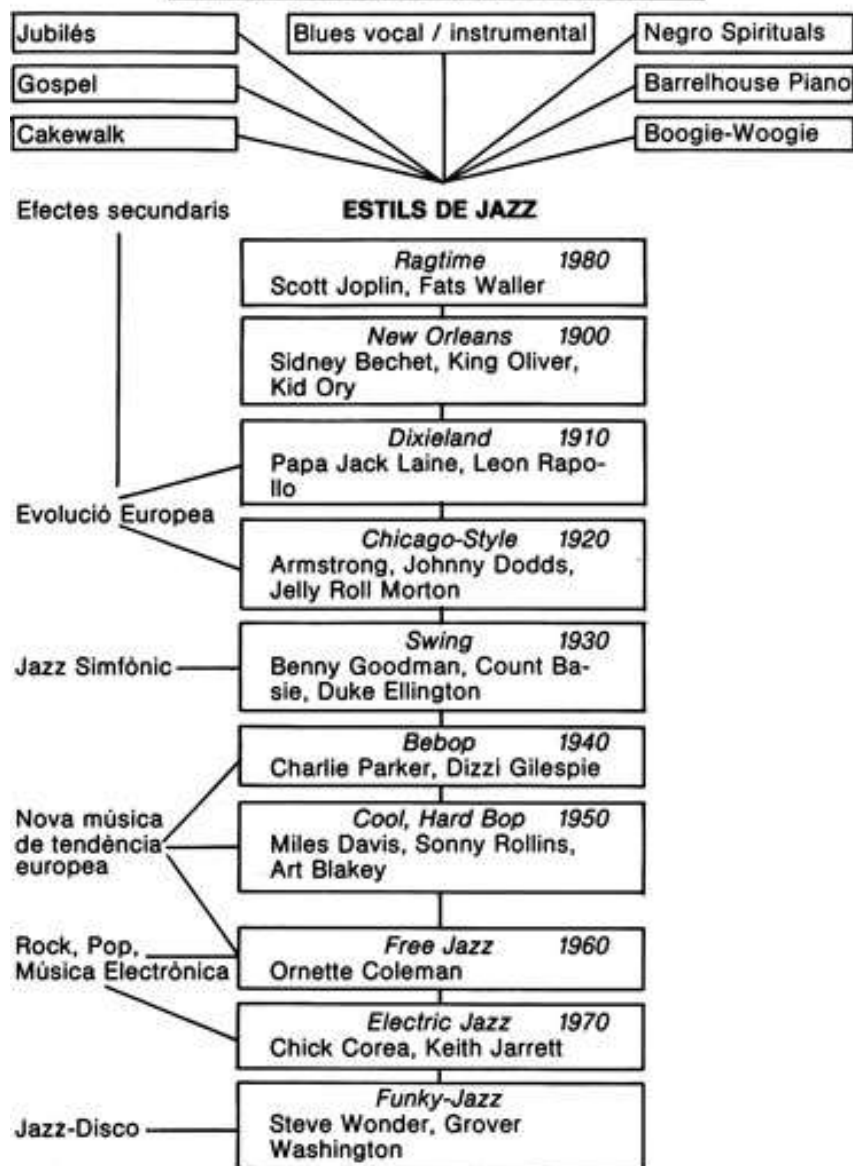 Jubilés
Blues vocal / instrumental
Negro Spirituals
Gospel
Barrelhouse Piano
Cakewalk
Boogie-Woogie
Efectes secundaris
ESTILS DE JAZZ
Ragtime 1980
Scott Joplin, Fats Waller
New Orleans 1900
Sidney Bechet, King Oliver,
Kid Ory
Dixieland 1910
Papa Jack Laine, Leon Rapo-
llo
Evolució Europea
Chicago-Style 1920
Armstrong, Johnny Dodds,
Jelly Roll Morton
Jazz Simfònic
Swing 1930
Benny Goodman, Count Ba-
sie, Duke Ellington
Bebop 1940
Charlie Parker, Dizzi Gilespie
Nova música
de tendència
europea
Cool, Hard Bop 1950
Miles Davis, Sonny Rollins,
Art Blakey
Rock, Pop,
Música Electrònica
Free Jazz 1960
Ornette Coleman
Electric Jazz 1970
Chick Corea, Keith Jarrett
Jazz-Disco
Funky-Jazz
Steve Wonder, Grover
Washington